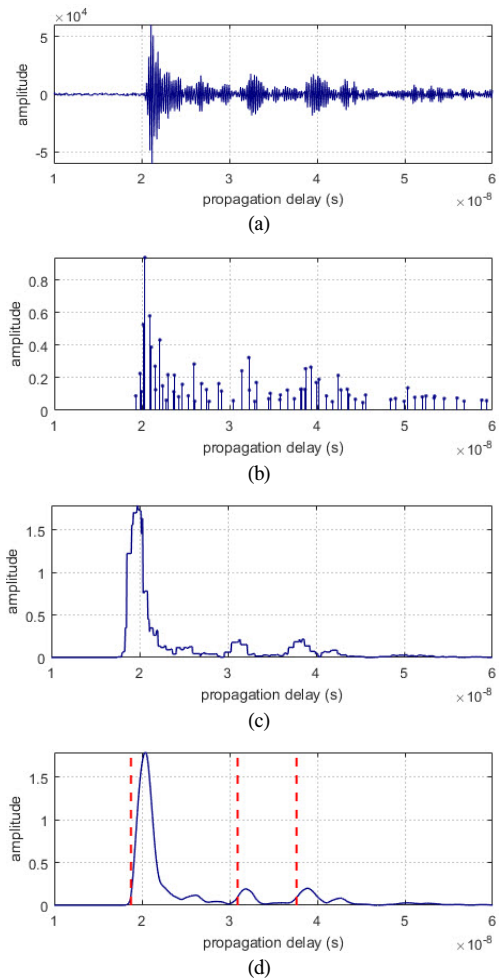 × 10⁴
5
0
-5
amplitude
1 2 3 4 5 6
propagation delay (s)
× 10⁻⁸
(a)
0.8
0.6
0.4
0.2
0
amplitude
1 2 3 4 5 6
propagation delay (s)
× 10⁻⁸
(b)
1.5
1
0.5
0
amplitude
1 2 3 4 5 6
propagation delay (s)
× 10⁻⁸
(c)
1.5
1
0.5
0
amplitude
1 2 3 4 5 6
propagation delay (s)
× 10⁻⁸
(d)